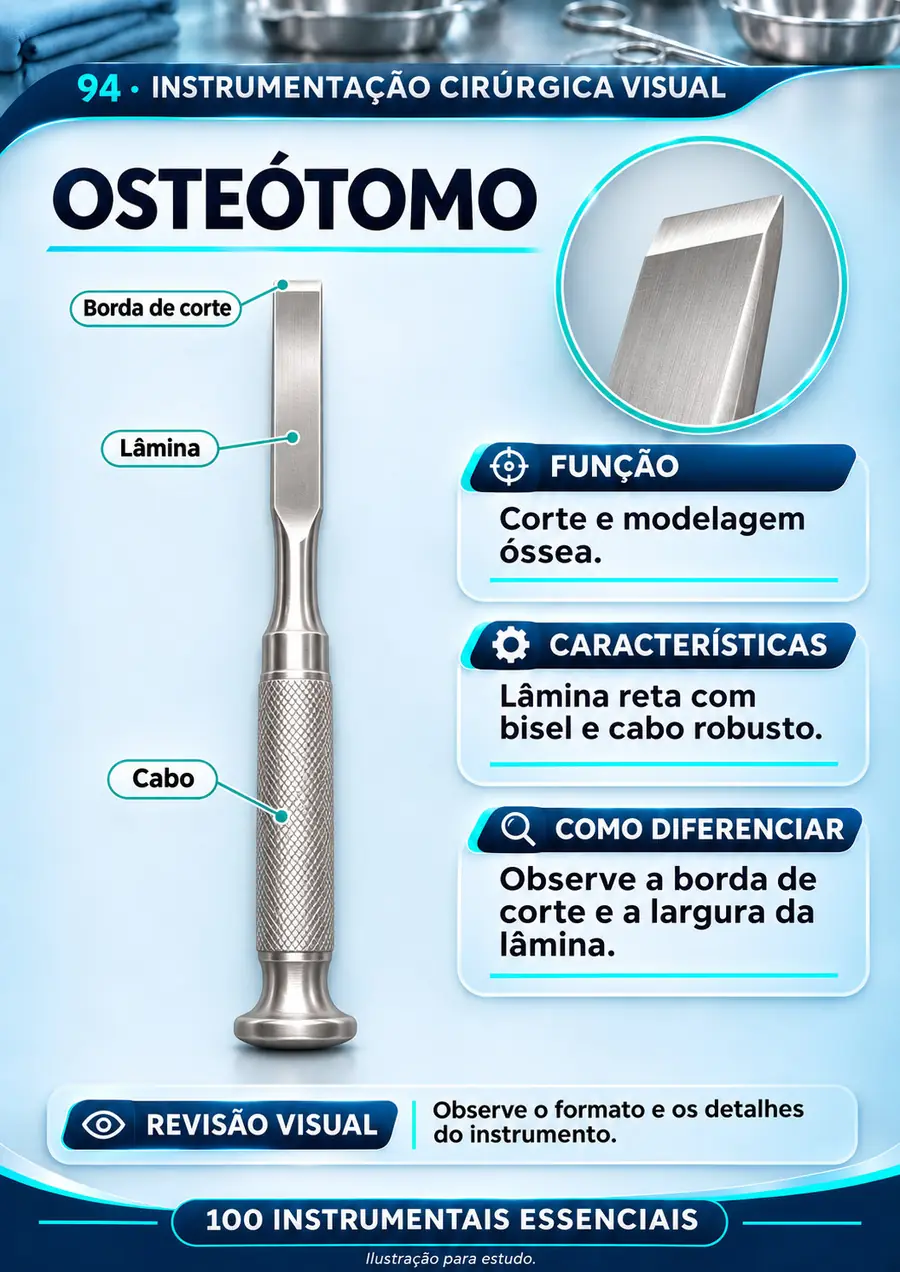 94 · INSTRUMENTAÇÃO CIRÚRGICA VISUAL
OSTEÓTOMO
Borda de corte
Lâmina
Cabo
FUNÇÃO
Corte e modelagem
óssea.
CARACTERÍSTICAS
Lâmina reta com
bisel e cabo robusto.
COMO DIFERENCIAR
Observe a borda de
corte e a largura da
lâmina.
REVISÃO VISUAL
Observe o formato e os detalhes
do instrumento.
100 INSTRUMENTAIS ESSENCIAIS
Ilustração para estudo.